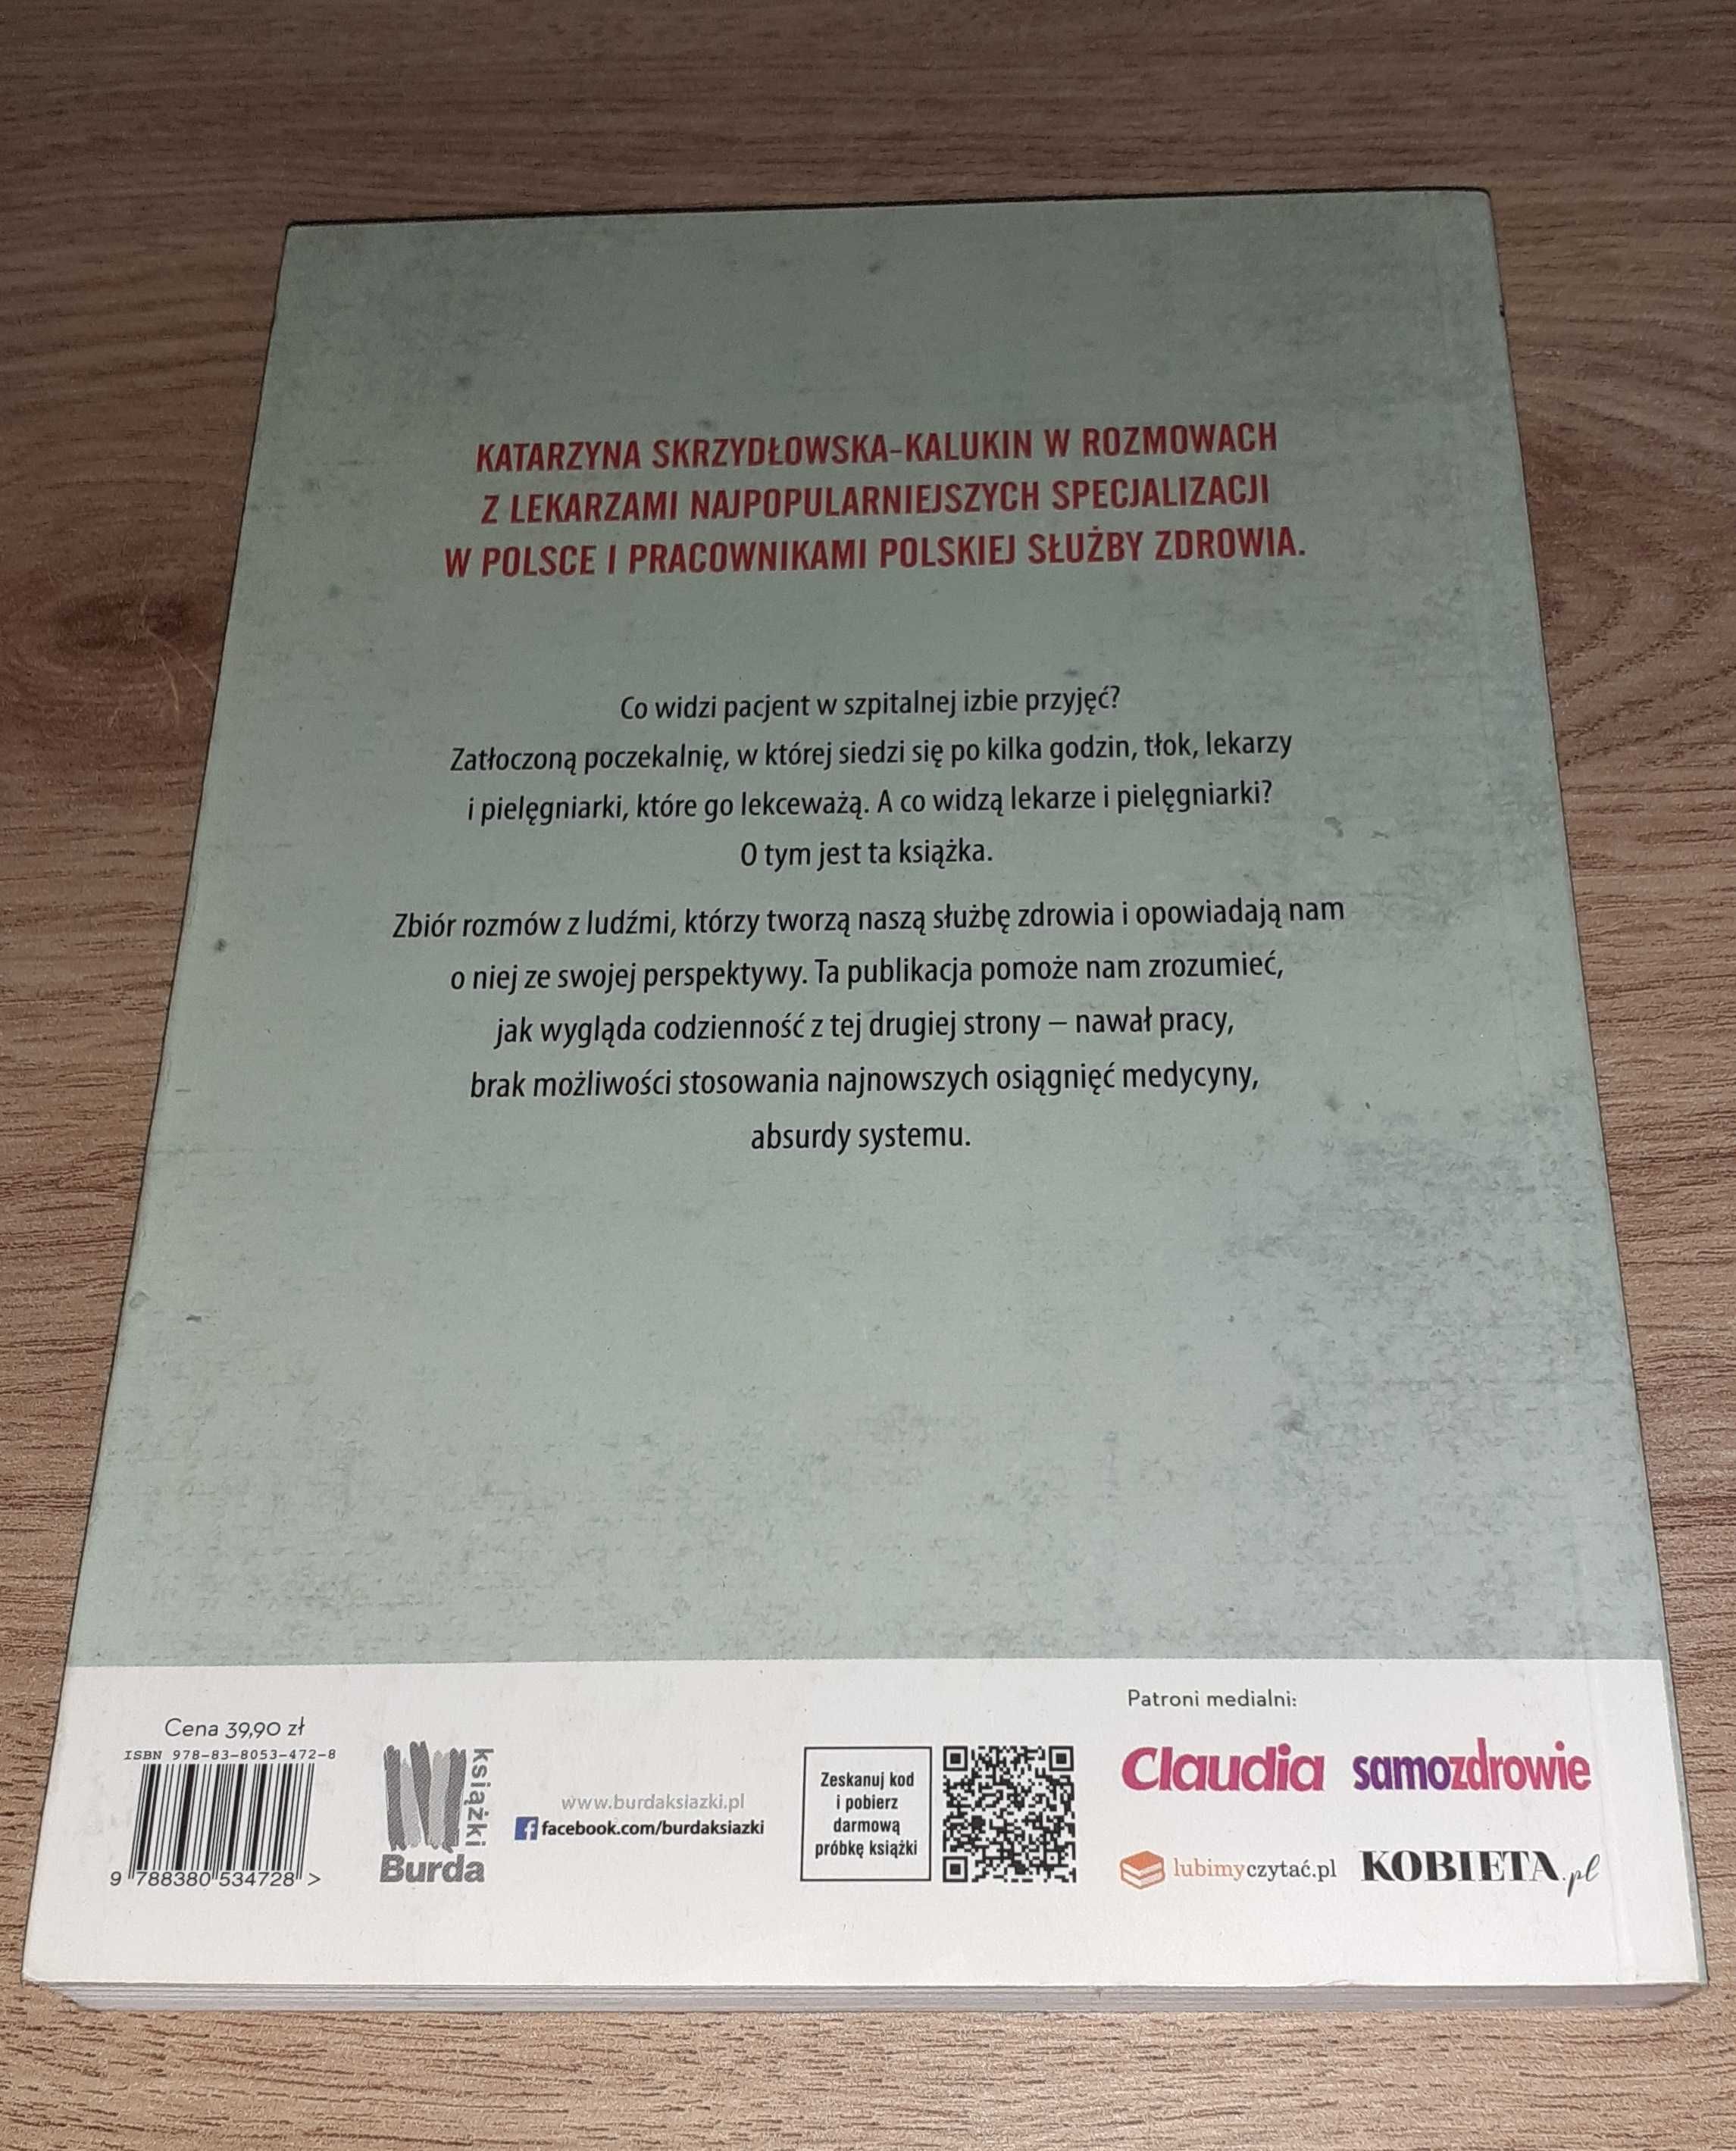 KATARZYNA SKRZYDŁOWSKA-KALUKIN W ROZMOWACH
Z LEKARZAMI NAJPOPULARNIEJSZYCH SPECJALIZACJI
W POLSCE I PRACOWNIKAMI POLSKIEJ SŁUŻBY ZDROWIA.
Co widzi pacjent w szpitalnej izbie przyjęć?
Zatłoczoną poczekalnię, w której siedzi się po kilka godzin, tłok, lekarzy
i pielęgniarki, które go lekceważą. A co widzą lekarze i pielęgniarki?
O tym jest ta książka.
Zbiór rozmów z ludźmi, którzy tworzą naszą służbę zdrowia i opowiadają nam
o niej ze swojej perspektywy. Ta publikacja pomoże nam zrozumieć,
jak wygląda codzienność z tej drugiej strony – nawał pracy,
brak możliwości stosowania najnowszych osiągnięć medycyny,
absurdy systemu.
Cena 39,90 zł
ISBN 978-83-8053-472-8
9 788380 534728 >
książki
Burda
www.burdaksiazki.pl
f facebook.com/burdaksiazki
Zeskanuj kod
i pobierz
darmową
próbkę książki
Patroni medialni:
Claudia samozdrowie
lubimyczytać.pl KOBIETA.pl